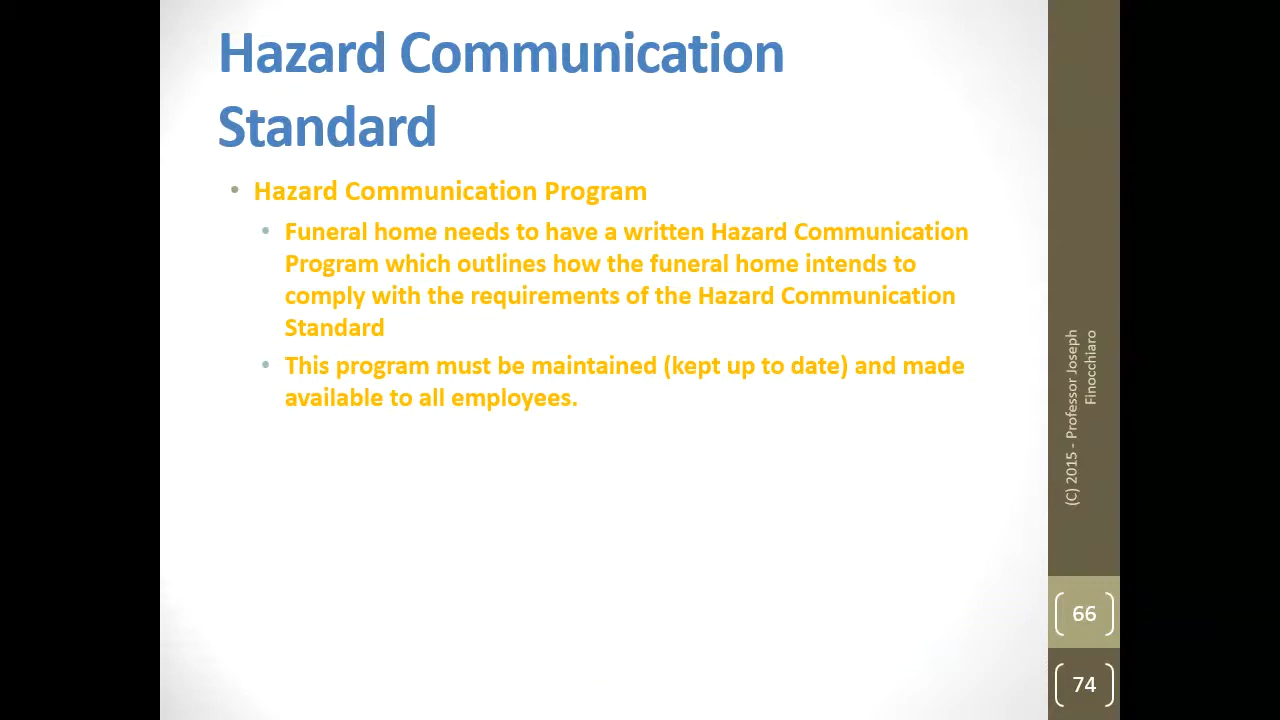 Hazard Communication
Standard
• Hazard Communication Program
• Funeral home needs to have a written Hazard Communication
Program which outlines how the funeral home intends to
comply with the requirements of the Hazard Communication
Standard
• This program must be maintained (kept up to date) and made
available to all employees.
(C) 2015 - Professor Joseph
Finocchiaro
66
74